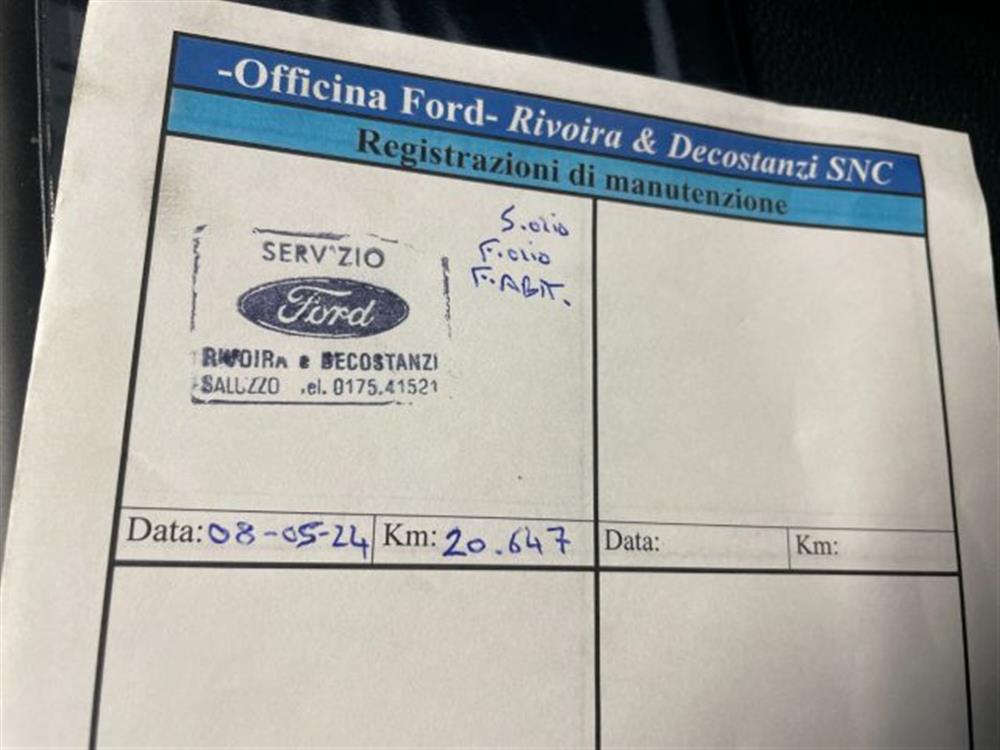 -Officina Ford- Rivoira & Decostanzi SNC
Registrazioni di manutenzione
S.olio
F.olio
F.ABIT.
SERVIZIO
Ford
RIVOIRA e DECOSTANZI
SALUZZO tel. 0175.41521
Data: 08-05-24 Km: 20.647
Data: Km: